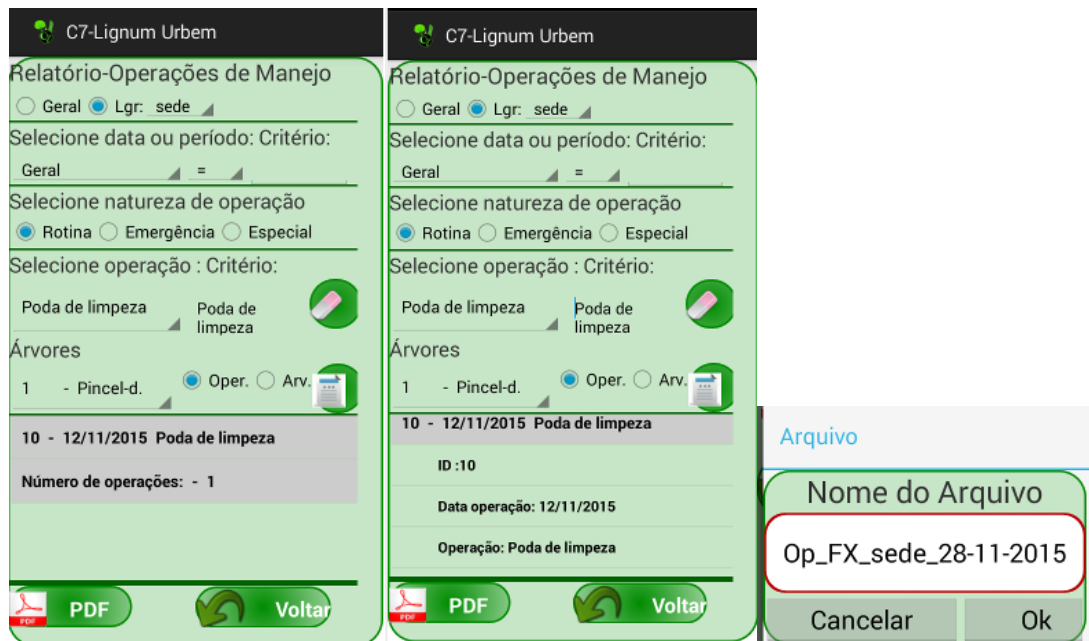 C7-Lignum Urbem
Relatório-Operações de Manejo
Geral Lgr: sede
Selecione data ou período: Critério:
Geral =
Selecione natureza de operação
Rotina Emergência Especial
Selecione operação : Critério:
Poda de limpeza Poda de
limpeza
Árvores
1 - Pincel-d. Oper. Arv.
10 - 12/11/2015 Poda de limpeza
Número de operações: - 1
PDF Voltar
C7-Lignum Urbem
Relatório-Operações de Manejo
Geral Lgr: sede
Selecione data ou período: Critério:
Geral =
Selecione natureza de operação
Rotina Emergência Especial
Selecione operação : Critério:
Poda de limpeza Poda de
limpeza
Árvores
1 - Pincel-d. Oper. Arv.
10 - 12/11/2015 Poda de limpeza
ID :10
Data operação: 12/11/2015
Operação: Poda de limpeza
PDF Voltar
Arquivo
Nome do Arquivo
Op_FX_sede_28-11-2015
Cancelar Ok